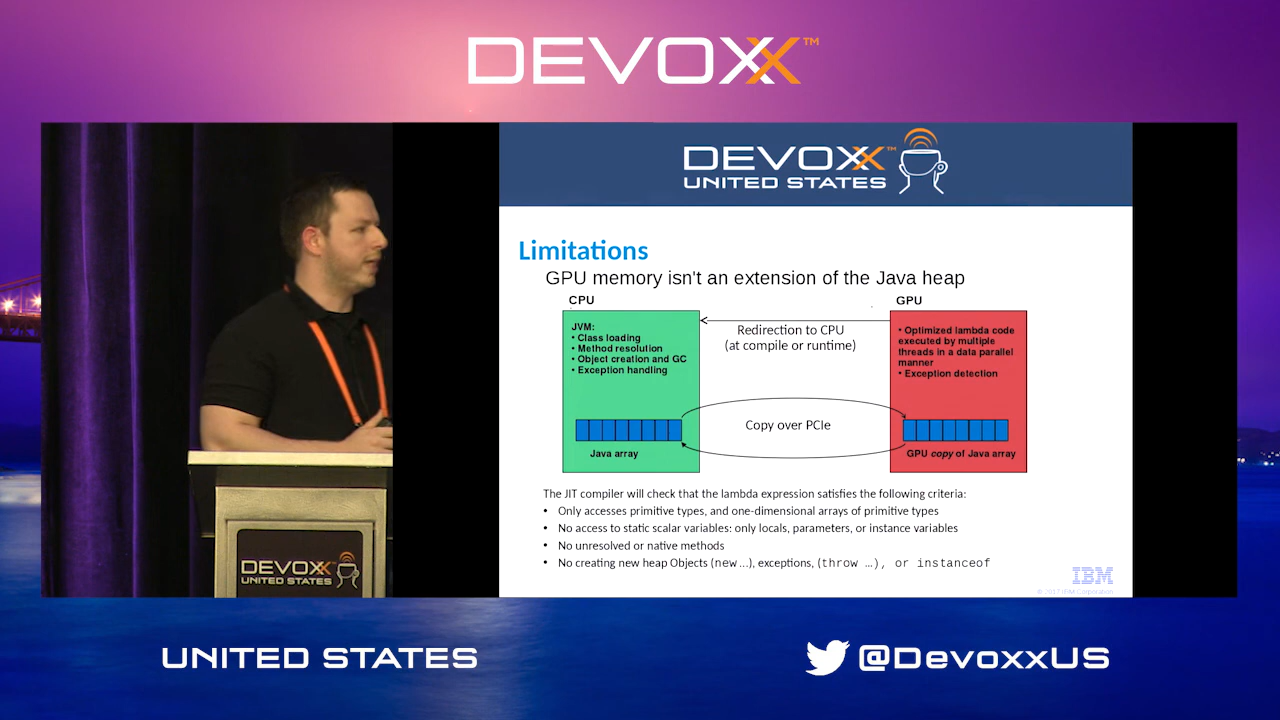 DEVOXX™
DEVOXX™
UNITED STATES
Limitations
GPU memory isn't an extension of the Java heap
CPU
GPU
JVM:
• Class loading
• Method resolution
• Object creation and GC
• Exception handling
Redirection to CPU
(at compile or runtime)
• Optimized lambda code
executed by multiple
threads in a data parallel
manner
• Exception detection
Copy over PCIe
Java array
GPU copy of Java array
The JIT compiler will check that the lambda expression satisfies the following criteria:
• Only accesses primitive types, and one-dimensional arrays of primitive types
• No access to static scalar variables: only locals, parameters, or instance variables
• No unresolved or native methods
• No creating new heap Objects (new ...), exceptions, (throw …), or instanceof
IBM
© 2017 IBM Corporation
DEVOXX
UNITED STATES
UNITED STATES
@DevoxxUS